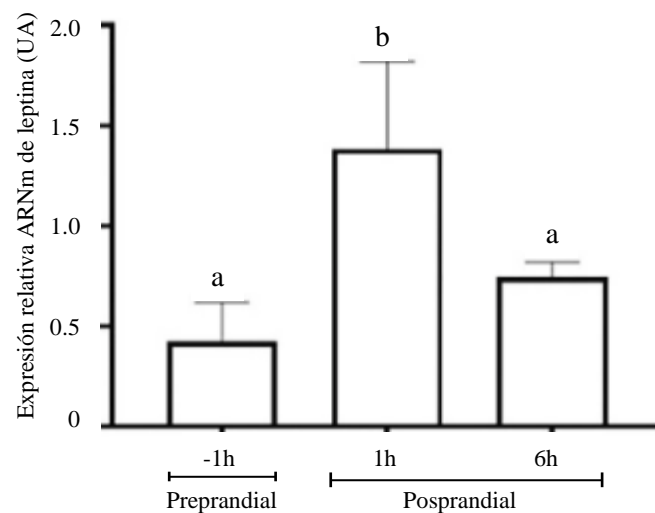 Expresión relativa ARNm de leptina (UA)
2.0
1.5
1.0
0.5
0
a
b
a
-1h
1h
6h
Preprandial
Posprandial